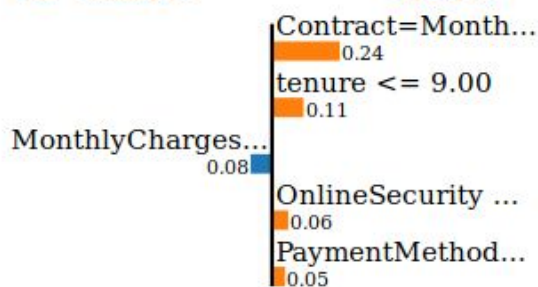 Contract=Month...
0.24
tenure <= 9.00
0.11
MonthlyCharges...
0.08
OnlineSecurity ...
0.06
PaymentMethod...
0.05